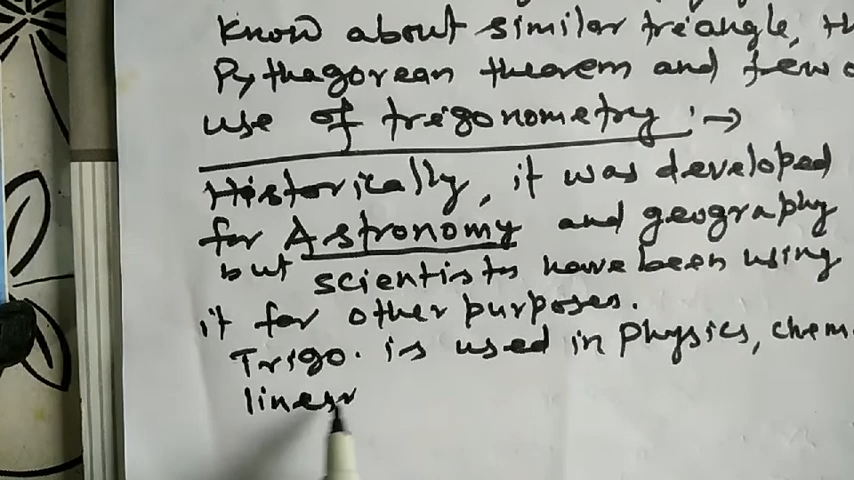 Know about similar treangle, th
Pythagorean theorem and few o
use of trigonometry :→
Historically, it was developed
for Astronomy and geography
but scientists have been using
it for other purposes.
Trigo. is used in Physics, chem
linear